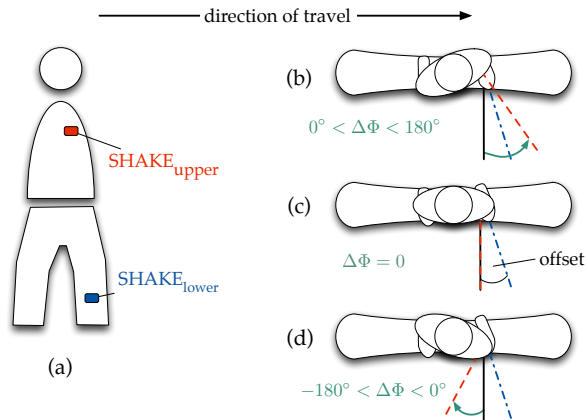 direction of travel
(b)
0° < ΔΦ < 180°
SHAKEupper
(c)
ΔΦ = 0
offset
SHAKElower
(d)
−180° < ΔΦ < 0°
(a)